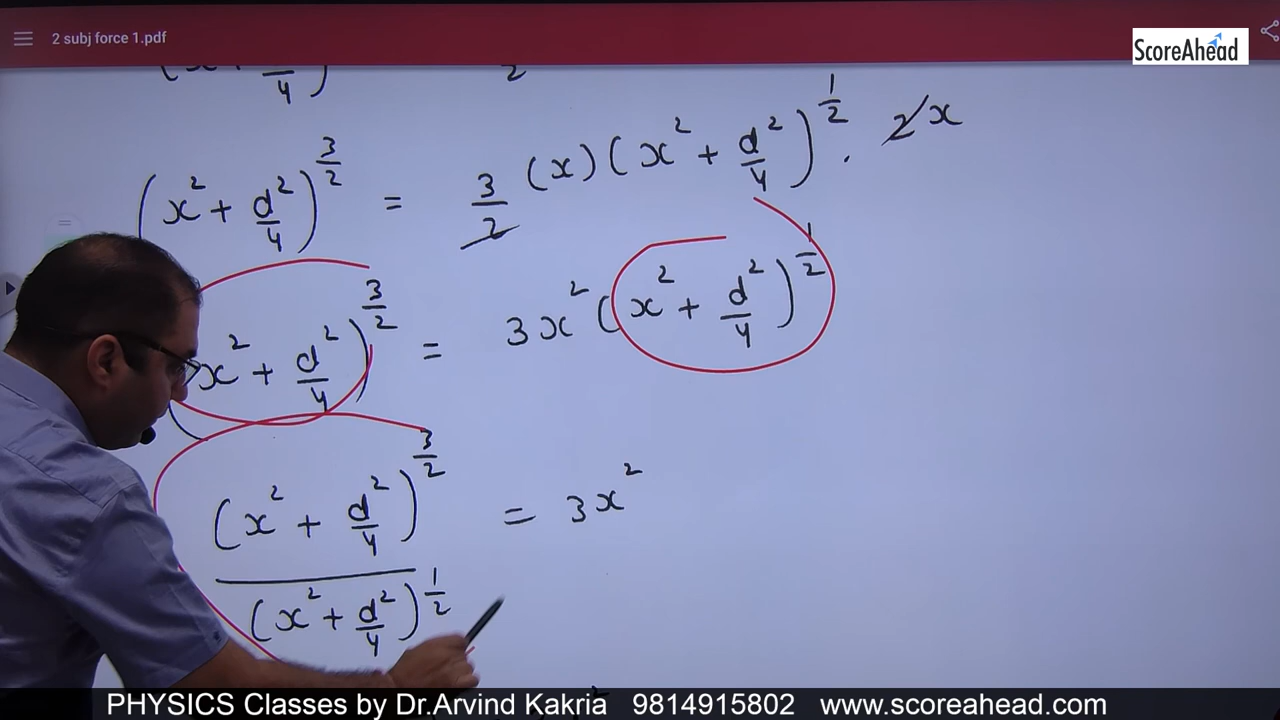 2 subj force 1.pdf
ScoreAhead
(x² + d²/4)^(3/2) = 3/2 (x)(x² + d²/4)^(1/2) . 2x
x² + d²/4)^(3/2) = 3x² (x² + d²/4)^(1/2)
(x² + d²/4)^(3/2) / (x² + d²/4)^(1/2) = 3x²
PHYSICS Classes by Dr.Arvind Kakria 9814915802 www.scoreahead.com